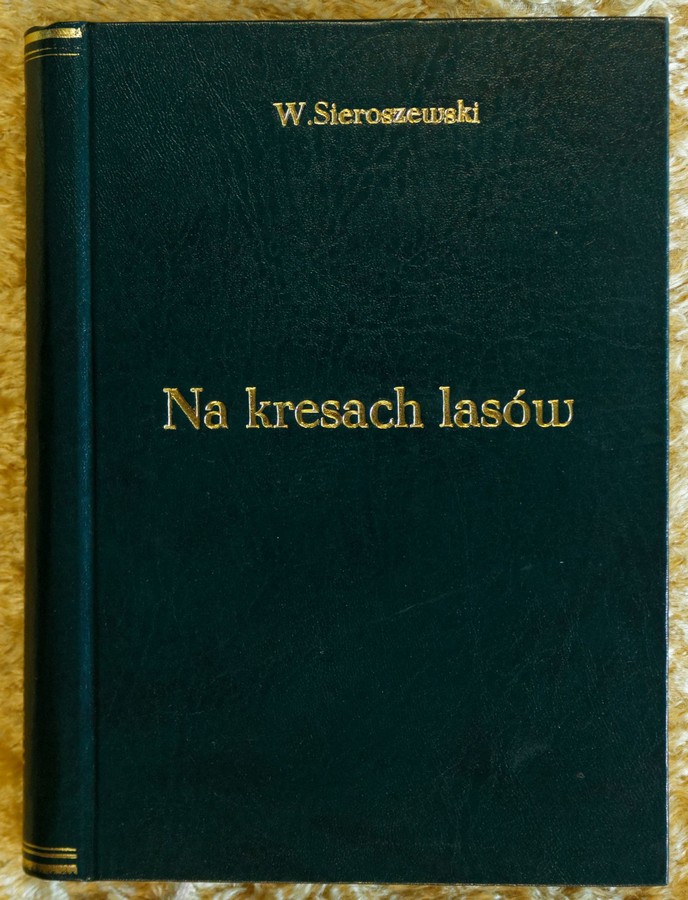 W.Sieroszewski
Na kresach lasów